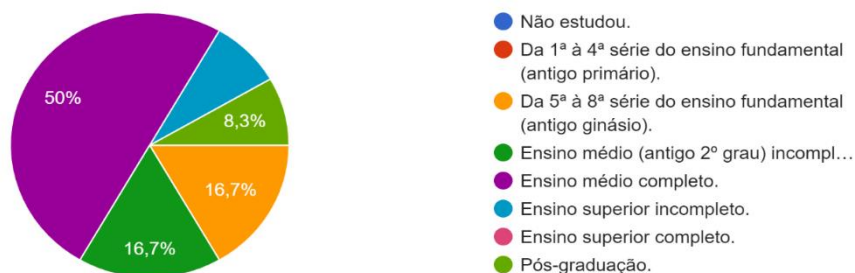 50%
8,3%
16,7%
16,7%
Não estudou.
Da 1ª à 4ª série do ensino fundamental
(antigo primário).
Da 5ª à 8ª série do ensino fundamental
(antigo ginásio).
Ensino médio (antigo 2º grau) incompl…
Ensino médio completo.
Ensino superior incompleto.
Ensino superior completo.
Pós-graduação.